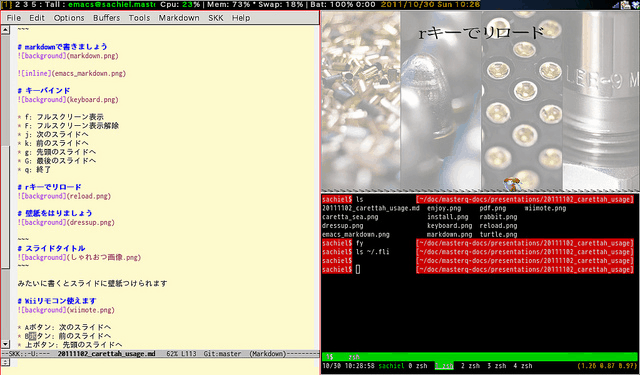 [1] 2 3 5 : Tall : emacs@sachiel.mast Cpu: 23% | Mem: 73% * Swap: 18% | Bat: 100% 0:00 2011/10/30 Sun 10:28
File Edit Options Buffers Tools Markdown SKK Help
~~~
# markdownで書きましょう
![background](markdown.png)
![inline](emacs_markdown.png)
# キーバインド
![background](keyboard.png)
* f: フルスクリーン表示
* F: フルスクリーン表示解除
* j: 次のスライドへ
* k: 前のスライドへ
* g: 先頭のスライドへ
* G: 最後のスライドへ
* q: 終了
# rキーでリロード
![background](reload.png)
# 壁紙をはりましょう
![background](dressup.png)
~~~
# スライドタイトル
![background](しゃれおつ画像.png)
~~~
みたいに書くとスライドに壁紙つけられます
# Wiiリモコン使えます
![background](wiimote.png)
* Aボタン: 次のスライドへ
* Bボタン: 前のスライドへ
* 上ボタン: 先頭のスライドへ
--SKK:--U:--- 20111102_carettah_usage.md 62% L113 Git:master (Markdown)
rキーでリロード
LEE-9 M
sachiel$ ls [~/doc/masterq-docs/presentations/20111102_carettah_usage]
20111102_carettah_usage.md enjoy.png pdf.png wiimote.png
caretta_sea.png install.png rabbit.png
dressup.png keyboard.png reload.png
emacs_markdown.png markdown.png turtle.png
sachiel$ fy [~/doc/masterq-docs/presentations/20111102_carettah_usage]
sachiel$ ls ~/.fli [~/doc/masterq-docs/presentations/20111102_carettah_usage]
sachiel$ [~/doc/masterq-docs/presentations/20111102_carettah_usage]
sachiel$ [~/doc/masterq-docs/presentations/20111102_carettah_usage]
1$ zsh
10/30 10:28:58 sachiel 0 zsh 2 zsh 3 zsh 4 zsh (1.20 0.87 0.97)